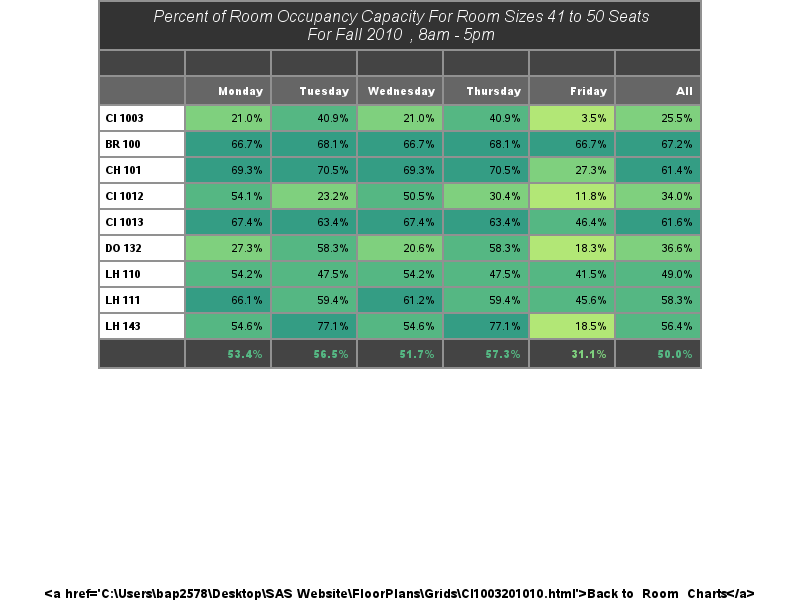 Percent of Room Occupancy Capacity For Room Sizes 41 to 50 Seats
For Fall 2010 , 8am - 5pm
Monday Tuesday Wednesday Thursday Friday All
CI 1003 21.0% 40.9% 21.0% 40.9% 3.5% 25.5%
BR 100 66.7% 68.1% 66.7% 68.1% 66.7% 67.2%
CH 101 69.3% 70.5% 69.3% 70.5% 27.3% 61.4%
CI 1012 54.1% 23.2% 50.5% 30.4% 11.8% 34.0%
CI 1013 67.4% 63.4% 67.4% 63.4% 46.4% 61.6%
DO 132 27.3% 58.3% 20.6% 58.3% 18.3% 36.6%
LH 110 54.2% 47.5% 54.2% 47.5% 41.5% 49.0%
LH 111 66.1% 59.4% 61.2% 59.4% 45.6% 58.3%
LH 143 54.6% 77.1% 54.6% 77.1% 18.5% 56.4%
53.4% 56.5% 51.7% 57.3% 31.1% 50.0%
<a href='C:\Users\bap2578\Desktop\SAS Website\FloorPlans\Grids\CI1003201010.html'>Back to Room Charts</a>